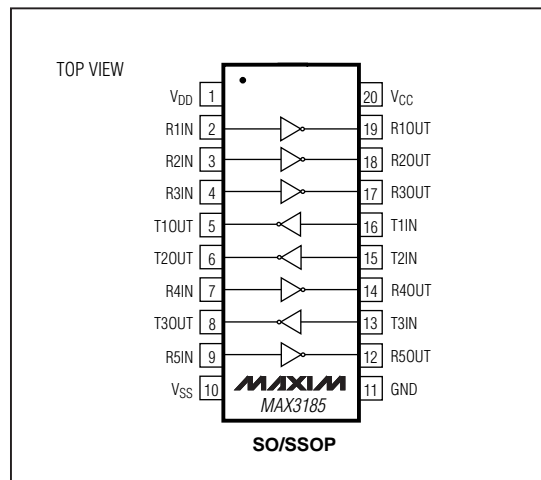 TOP VIEW
VDD 1 20 VCC
R1IN 2 19 R1OUT
R2IN 3 18 R2OUT
R3IN 4 17 R3OUT
T1OUT 5 16 T1IN
T2OUT 6 15 T2IN
R4IN 7 14 R4OUT
T3OUT 8 13 T3IN
R5IN 9 12 R5OUT
VSS 10 MAXIM 11 GND
MAX3185
SO/SSOP